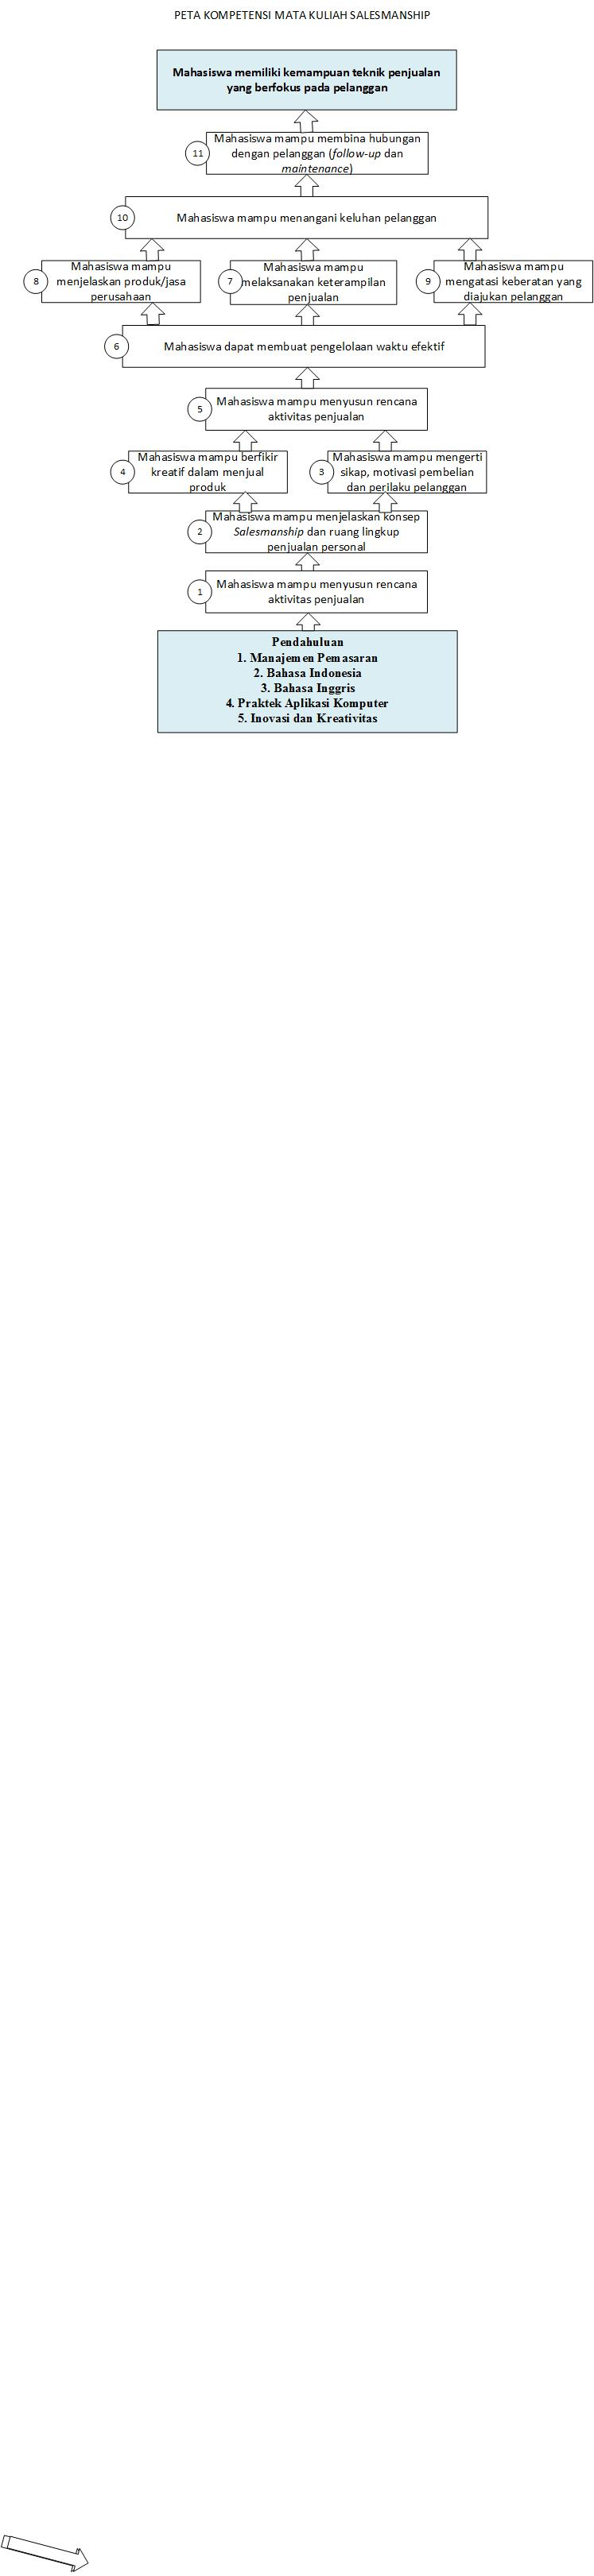 PETA KOMPETENSI MATA KULIAH SALESMANSHIP
Mahasiswa memiliki kemampuan teknik penjualan
yang berfokus pada pelanggan
11
Mahasiswa mampu membina hubungan
dengan pelanggan (follow-up dan
maintenance)
10
Mahasiswa mampu menangani keluhan pelanggan
8
Mahasiswa mampu
menjelaskan produk/jasa
perusahaan
7
Mahasiswa mampu
melaksanakan keterampilan
penjualan
9
Mahasiswa mampu
mengatasi keberatan yang
diajukan pelanggan
6
Mahasiswa dapat membuat pengelolaan waktu efektif
5
Mahasiswa mampu menyusun rencana
aktivitas penjualan
4
Mahasiswa mampu berfikir
kreatif dalam menjual
produk
3
Mahasiswa mampu mengerti
sikap, motivasi pembelian
dan perilaku pelanggan
2
Mahasiswa mampu menjelaskan konsep
Salesmanship dan ruang lingkup
penjualan personal
1
Mahasiswa mampu menyusun rencana
aktivitas penjualan
Pendahuluan
1. Manajemen Pemasaran
2. Bahasa Indonesia
3. Bahasa Inggris
4. Praktek Aplikasi Komputer
5. Inovasi dan Kreativitas